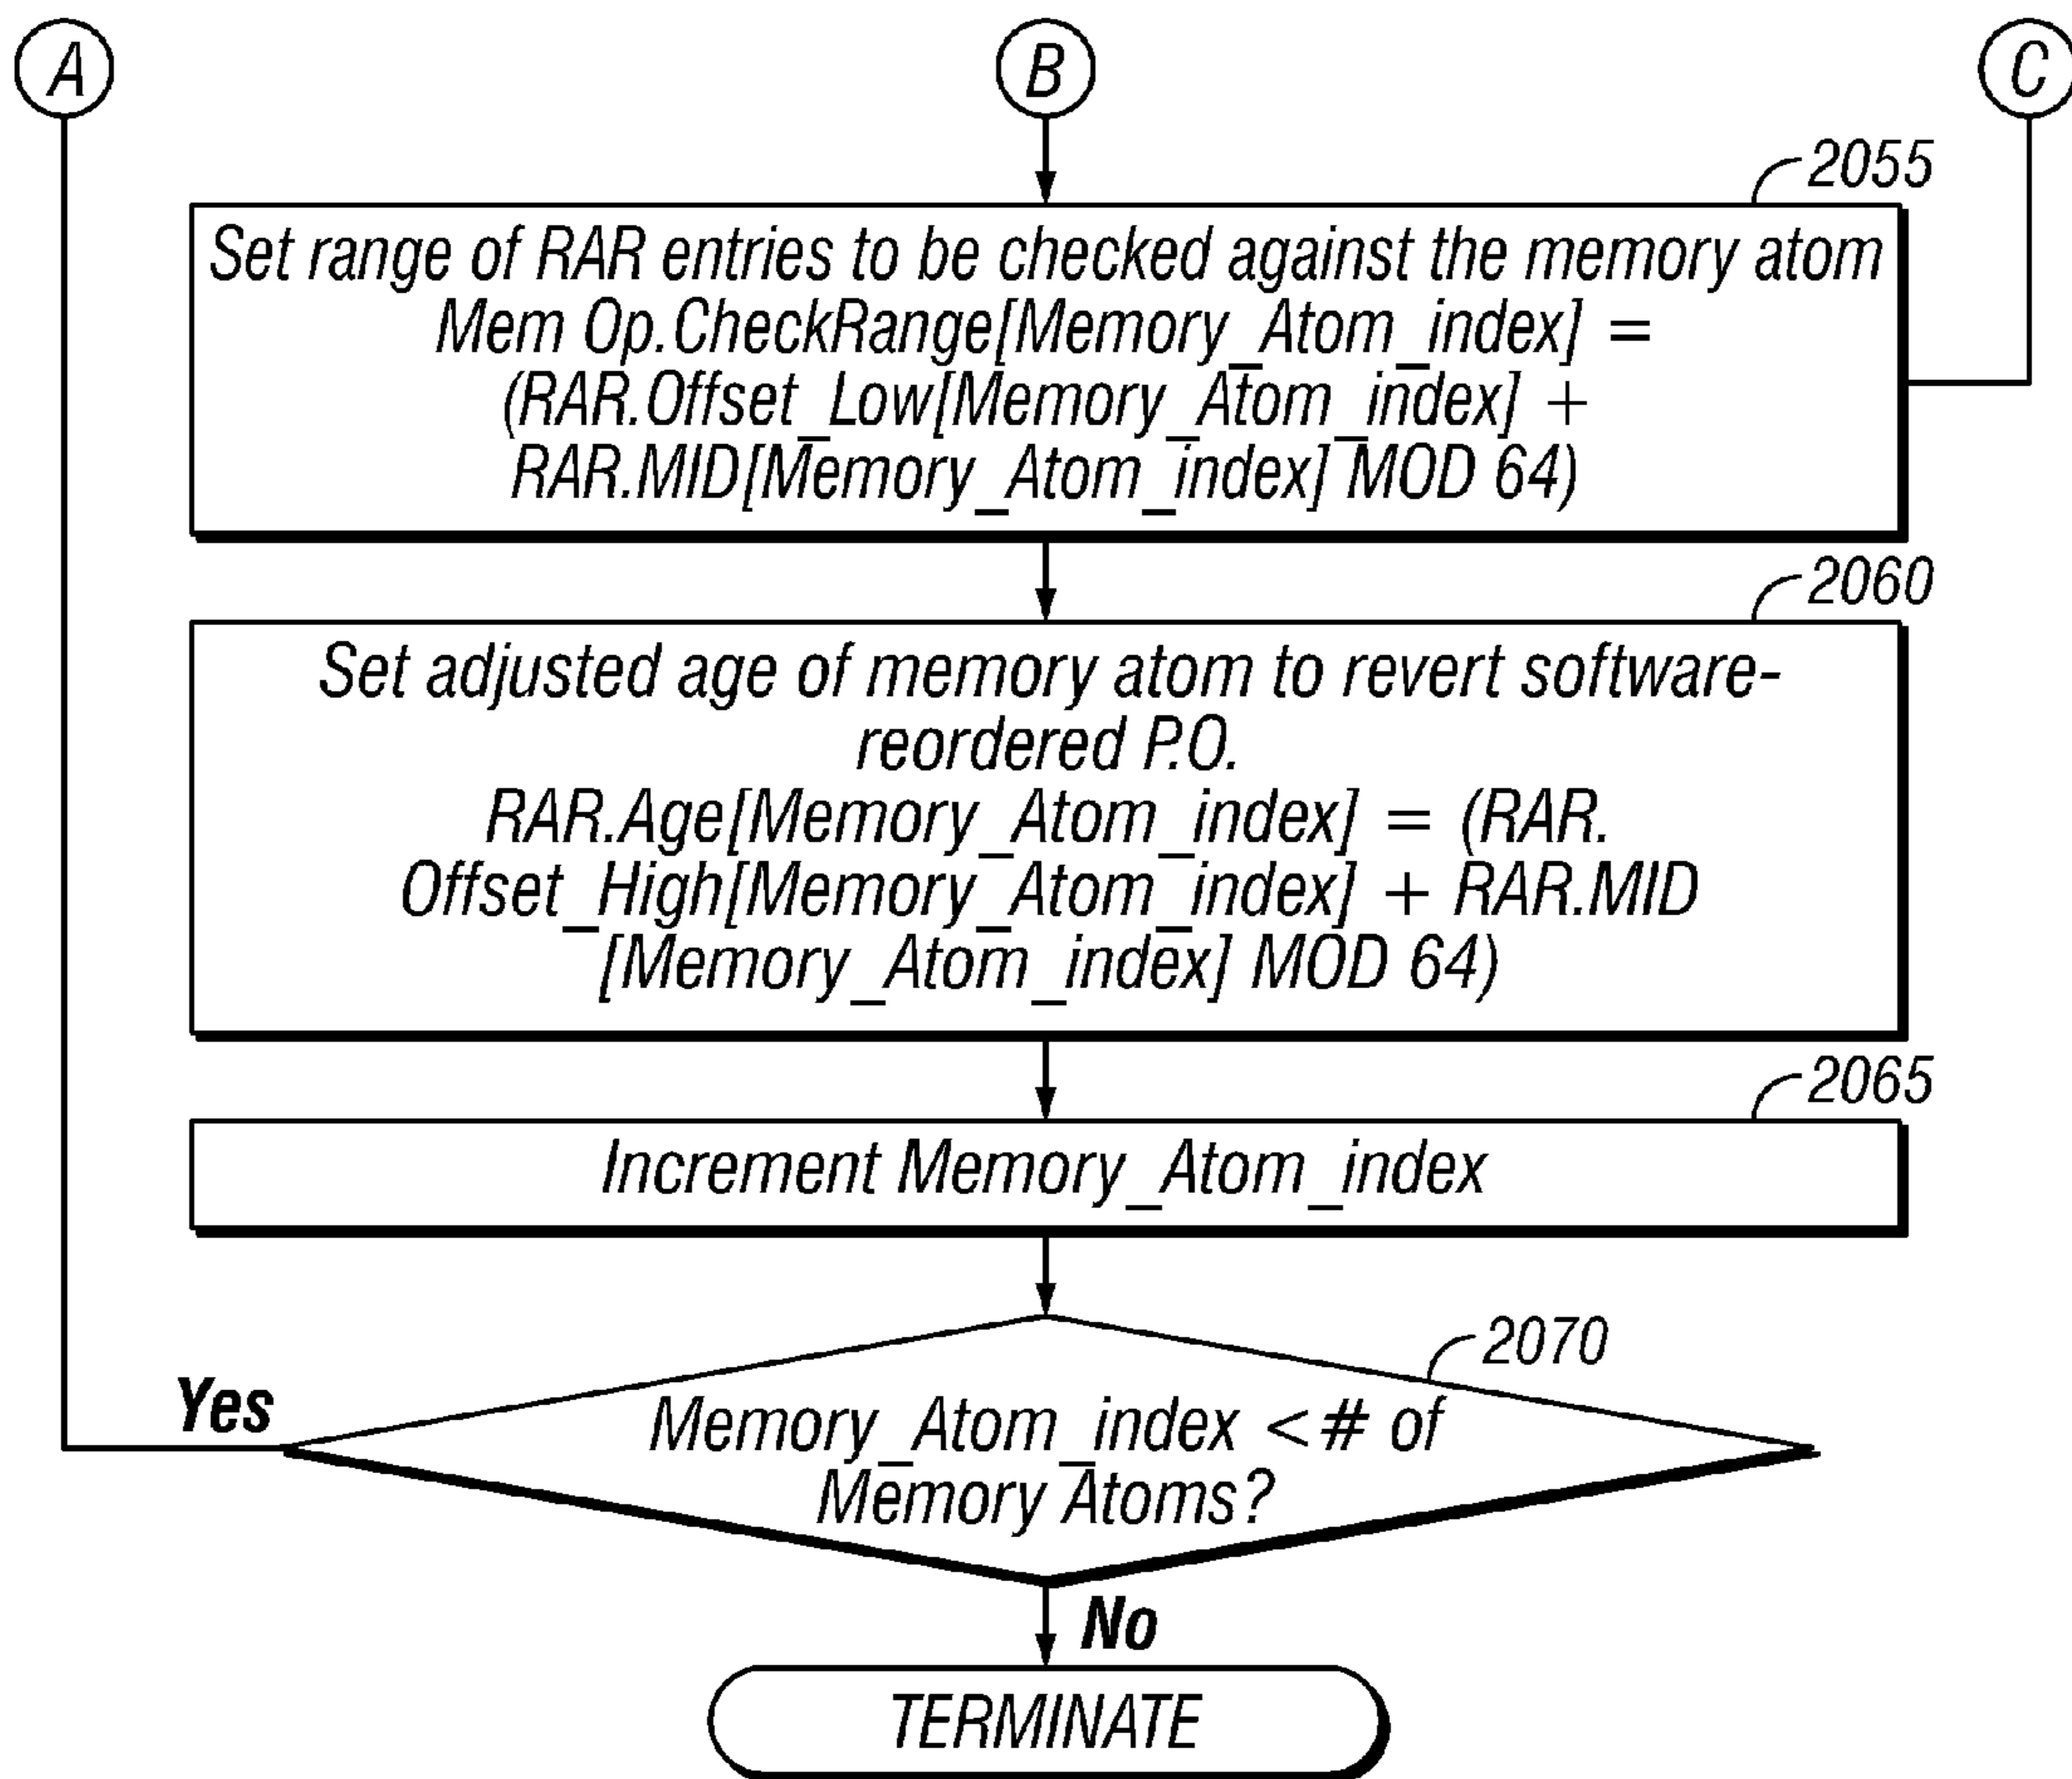 A
B
C
2055
Set range of RAR entries to be checked against the memory atom
Mem Op.CheckRange[Memory_Atom_index] =
(RAR.Offset_Low[Memory_Atom_index] +
RAR.MID[Memory_Atom_index] MOD 64)
2060
Set adjusted age of memory atom to revert software-
reordered P.O.
RAR.Age[Memory_Atom_index] = (RAR.
Offset_High[Memory_Atom_index] + RAR.MID
[Memory_Atom_index] MOD 64)
2065
Increment Memory_Atom_index
2070
Yes
Memory_Atom_index < # of
Memory Atoms?
No
TERMINATE